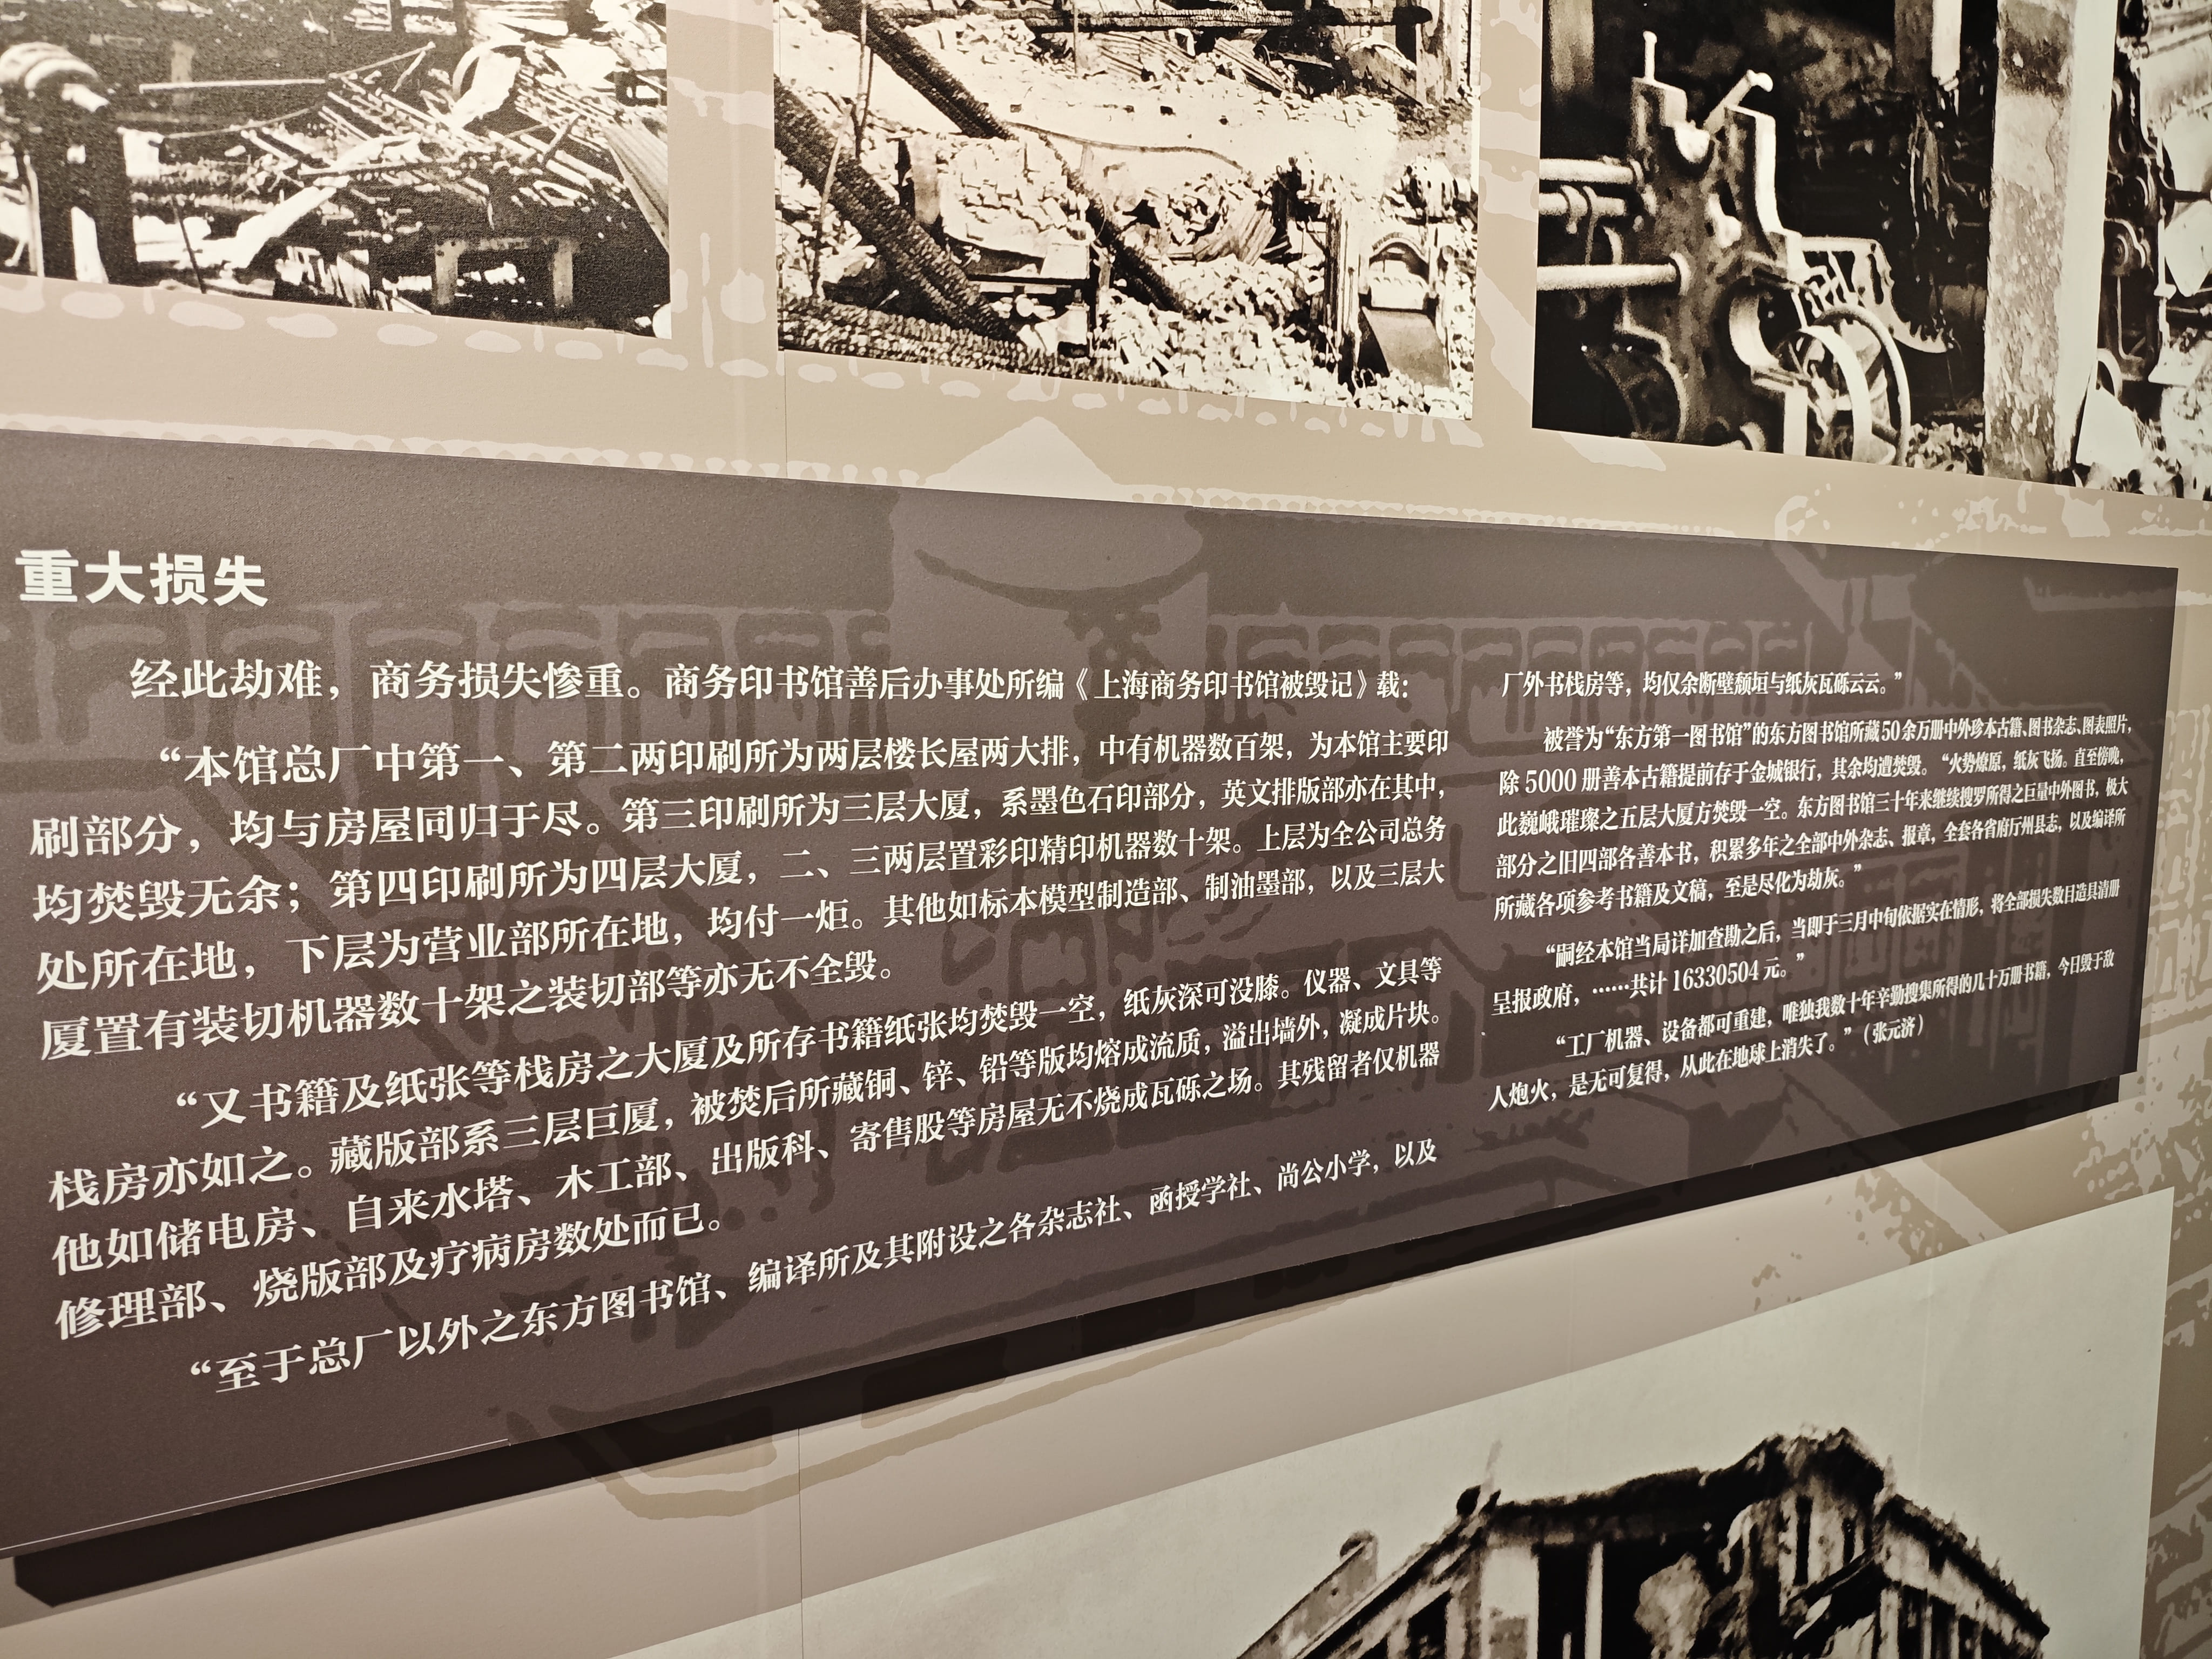 重大损失
经此劫难，商务损失惨重。商务印书馆善后办事处所编《上海商务印书馆被毁记》载：
“本馆总厂中第一、第二两印刷所为两层楼长屋两大排，中有机器数百架，为本馆主要印
刷部分，均与房屋同归于尽。第三印刷所为三层大厦，系墨色石印部分，英文排版部亦在其中，
均焚毁无余；第四印刷所为四层大厦，二、三两层置彩印精印机器数十架。上层为全公司总务
处所在地，下层为营业部所在地，均付一炬。其他如标本模型制造部、制油墨部，以及三层大
厦置有装切机器数十架之装切部等亦无不全毁。
“又书籍及纸张等栈房之大厦及所存书籍纸张均焚毁一空，纸灰深可没膝。仪器、文具等
栈房亦如之。藏版部系三层巨厦，被焚后所藏铜、锌、铅等版均熔成流质，溢出墙外，凝成片块。
他如储电房、自来水塔、木工部、出版科、寄售股等房屋无不烧成瓦砾之场。其残留者仅机器
修理部、烧版部及疗病房数处而已。
“至于总厂以外之东方图书馆、编译所及其附设之各杂志社、函授学社、尚公小学，以及
厂外书栈房等，均仅余断壁颓垣与纸灰瓦砾云云。”
被誉为“东方第一图书馆”的东方图书馆所藏50余万册中外珍本古籍、图书杂志、图表照片，
除5000册善本古籍提前存于金城银行，其余均遭焚毁。“火势燎原，纸灰飞扬。直至傍晚，
此巍峨璀璨之五层大厦方焚毁一空。东方图书馆三十年来继续搜罗所得之巨量中外图书，极大
部分之旧四部各善本书，积累多年之全部中外杂志、报章，全套各省府厅州县志，以及编译所
所藏各项参考书籍及文稿，至是尽化为劫灰。”
“嗣经本馆当局详加查勘之后，当即于三月中旬依据实在情形，将全部损失数目造具清册
呈报政府，……共计16330504元。”
“工厂机器、设备都可重建，唯独我数十年辛勤搜集所得的几十万册书籍，今日毁于敌
人炮火，是无可复得，从此在地球上消失了。”（张元济）